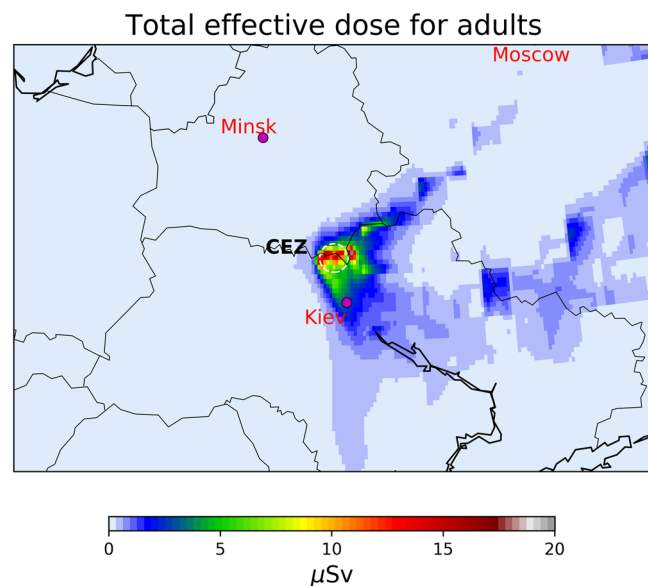 Total effective dose for adults
Moscow
Minsk
CEZ
Kiev
0 5 10 15 20
μSv